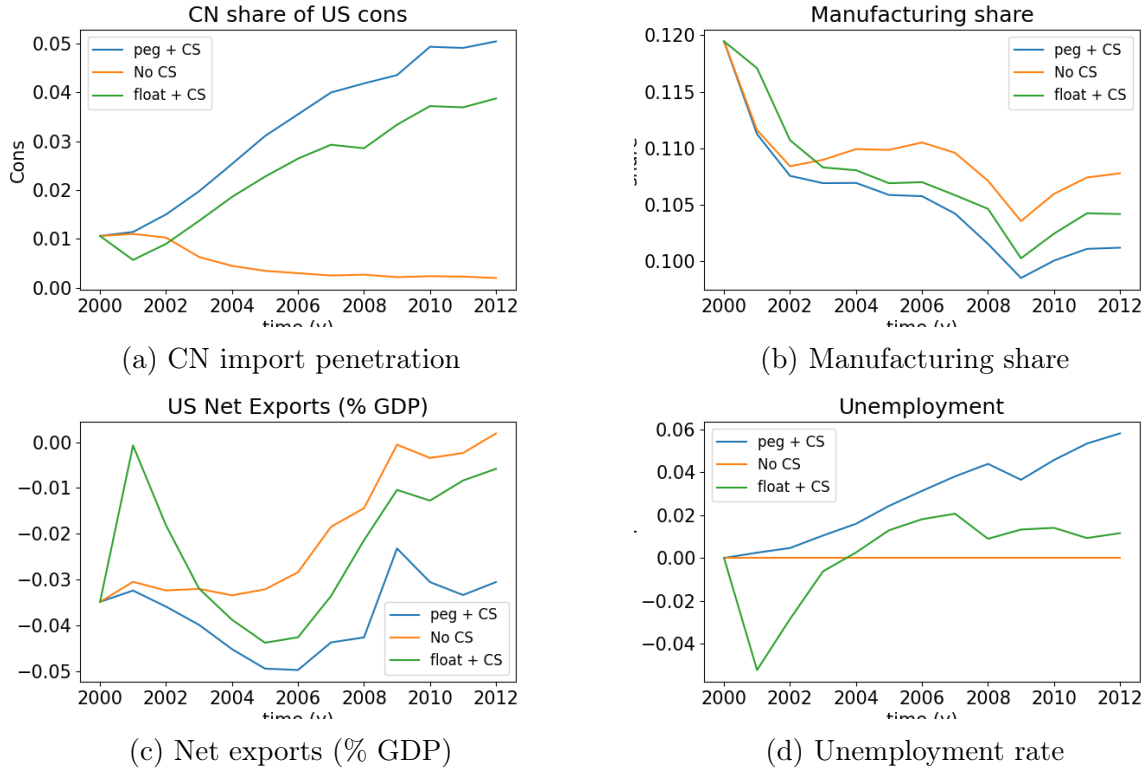 CN share of US cons
0.05
0.04
0.03
0.02
0.01
0.00
Cons
peg + CS
No CS
float + CS
2000 2002 2004 2006 2008 2010 2012
time (y)
(a) CN import penetration
Manufacturing share
0.120
0.115
0.110
0.105
0.100
share
peg + CS
No CS
float + CS
2000 2002 2004 2006 2008 2010 2012
time (y)
(b) Manufacturing share
US Net Exports (% GDP)
0.00
−0.01
−0.02
−0.03
−0.04
−0.05
peg + CS
No CS
float + CS
2000 2002 2004 2006 2008 2010 2012
time (y)
(c) Net exports (% GDP)
Unemployment
0.06
0.04
0.02
0.00
−0.02
−0.04
peg + CS
No CS
float + CS
2000 2002 2004 2006 2008 2010 2012
time (y)
(d) Unemployment rate